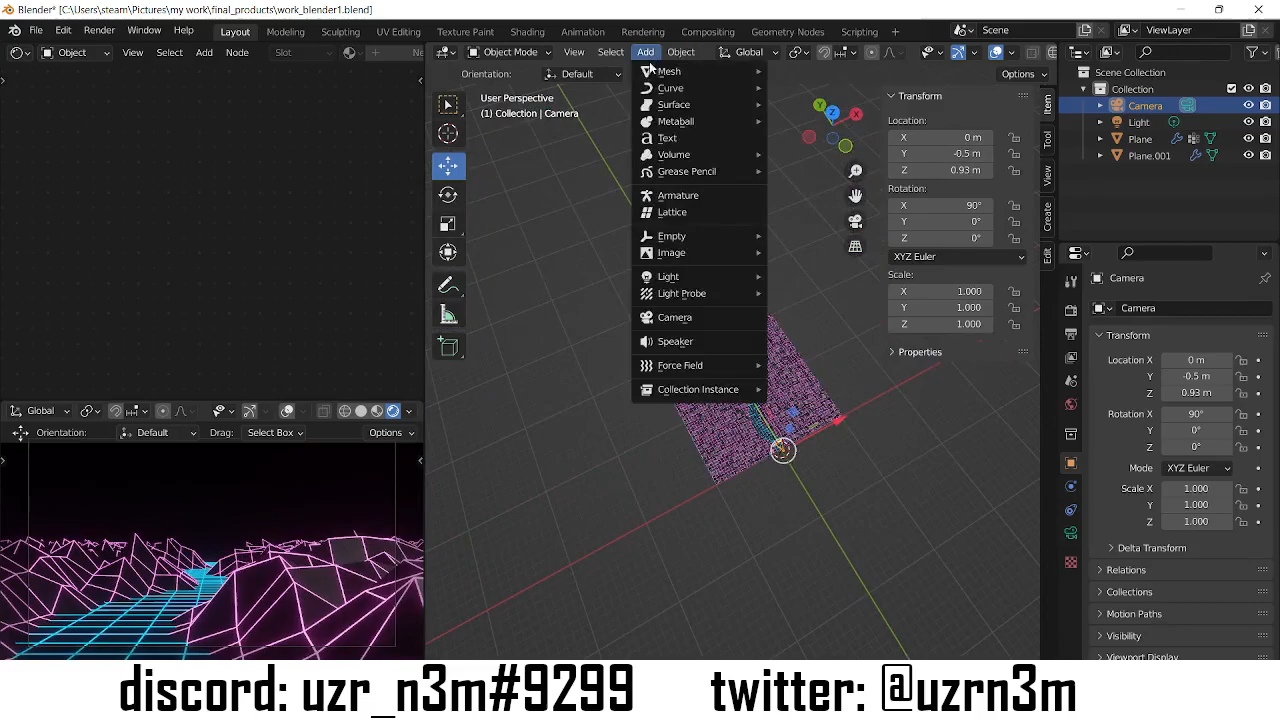 Blender* [C:\Users\steam\Pictures\my work\final_products\work_blender1.blend]
File Edit Render Window Help Layout Modeling Sculpting UV Editing Texture Paint Shading Animation Rendering Compositing Geometry Nodes Scripting Scene ViewLayer
Object View Select Add Node Slot
Object Mode View Select Add Object Global
Orientation: Default Options
User Perspective
(1) Collection | Camera
Mesh
Curve
Surface
Metaball
Text
Volume
Grease Pencil
Armature
Lattice
Empty
Image
Light
Light Probe
Camera
Speaker
Force Field
Collection Instance
Y
Z
X
Transform
Location:
X 0 m
Y -0.5 m
Z 0.93 m
Rotation:
X 90°
Y 0°
Z 0°
XYZ Euler
Scale:
X 1.000
Y 1.000
Z 1.000
Properties
Item
Tool
View
Create
Edit
Scene Collection
Collection
Camera
Light
Plane
Plane.001
Camera
Camera
Transform
Location X 0 m
Y -0.5 m
Z 0.93 m
Rotation X 90°
Y 0°
Z 0°
Mode XYZ Euler
Scale X 1.000
Y 1.000
Z 1.000
Delta Transform
Relations
Collections
Motion Paths
Visibility
Viewport Display
Global
Orientation: Default Drag: Select Box Options
discord: uzr_n3m#9299 twitter: @uzrn3m